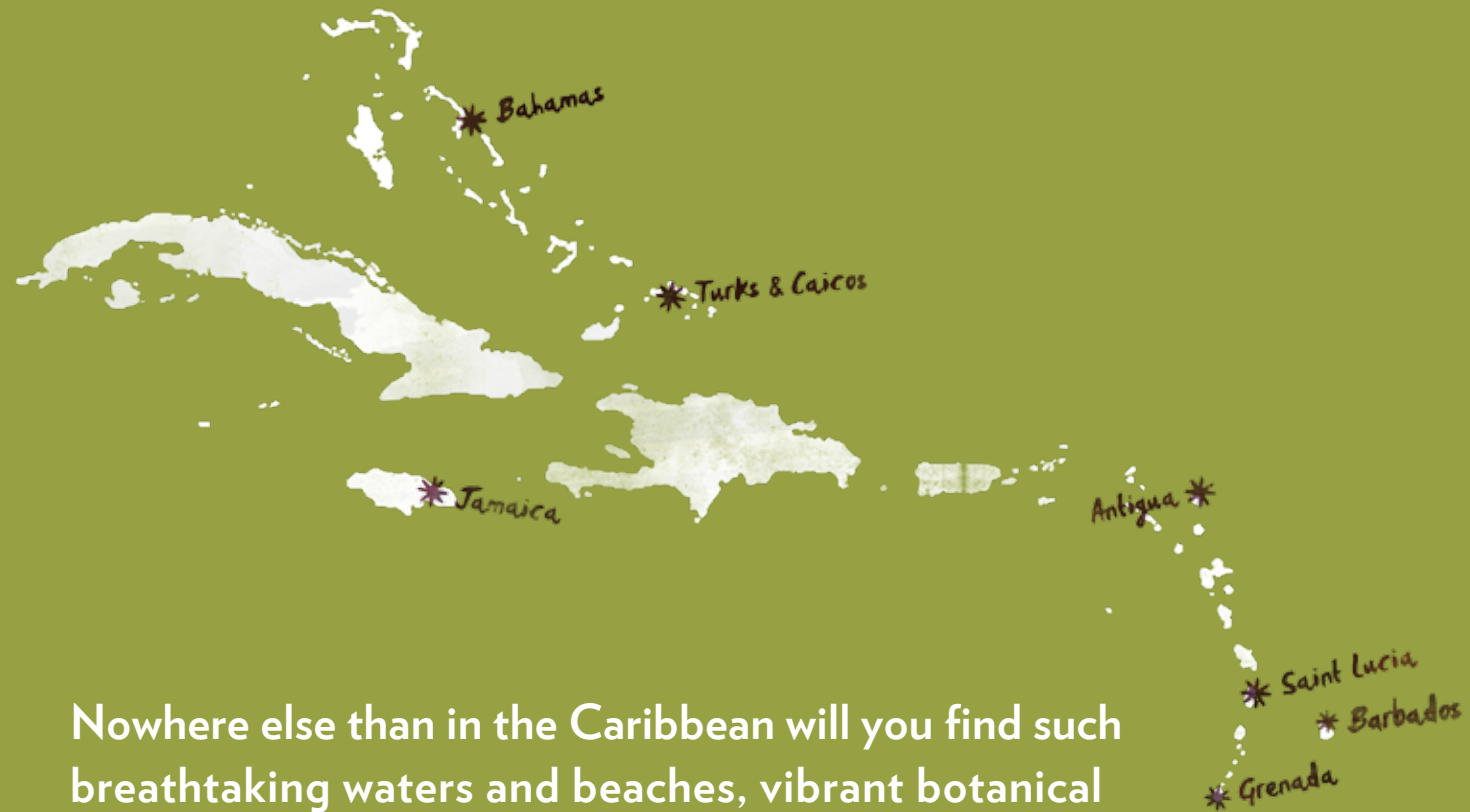 Bahamas
Turks & Caicos
Jamaica
Antigua
Saint Lucia
Barbados
Grenada
Nowhere else than in the Caribbean will you find such
breathtaking waters and beaches, vibrant botanical